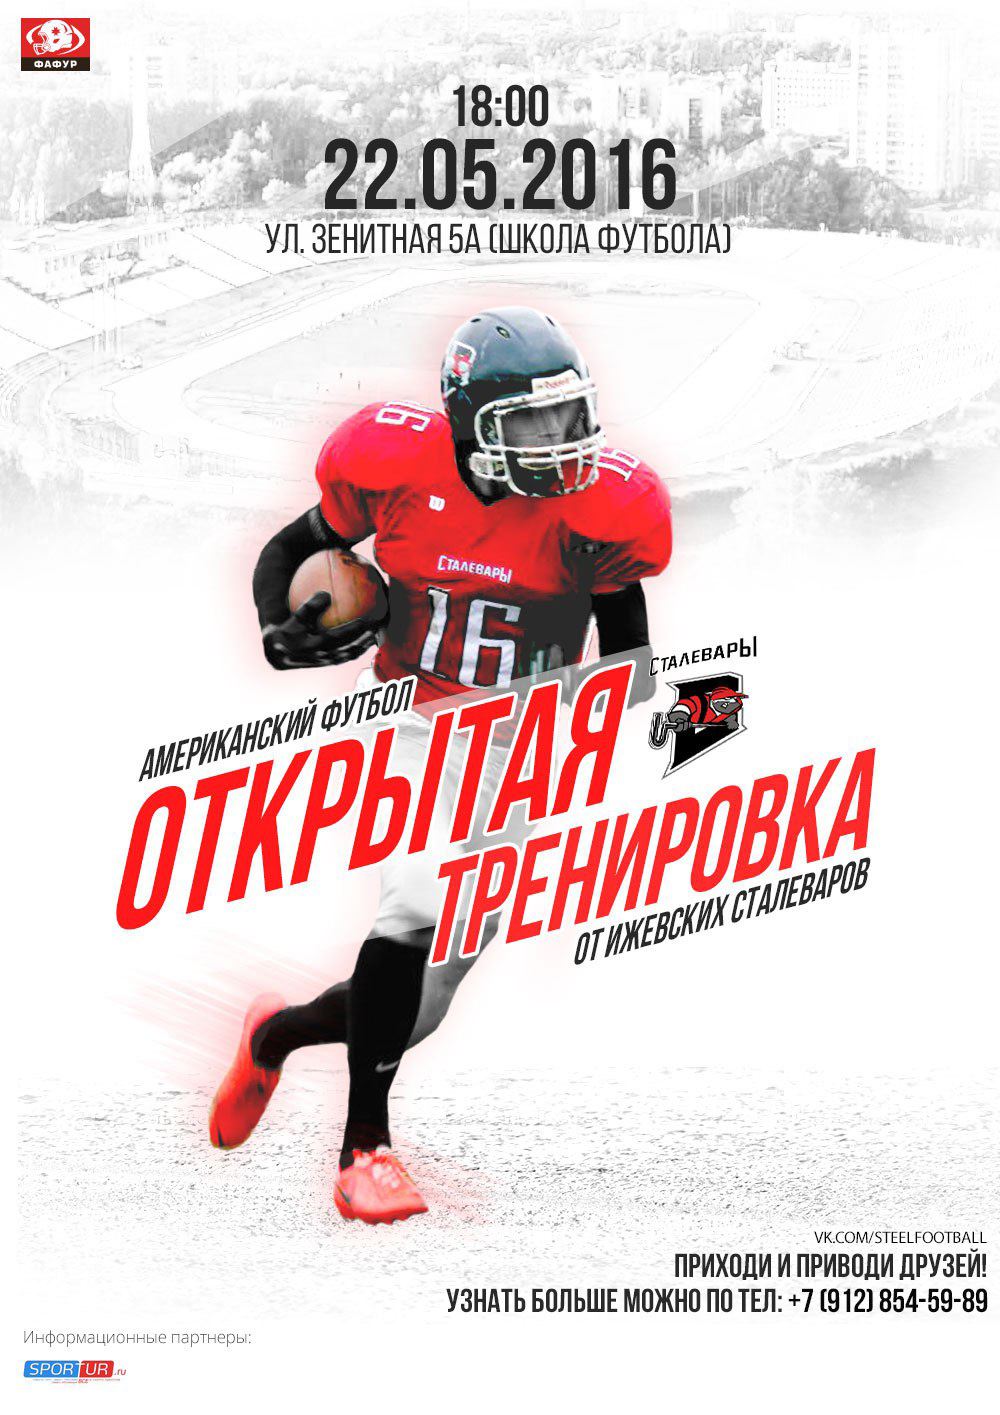 ФАФУР
18:00
22.05.2016
УЛ. ЗЕНИТНАЯ 5А (ШКОЛА ФУТБОЛА)
16
16
СТАЛЕВАРЫ
16
СТАЛЕВАРЫ
АМЕРИКАНСКИЙ ФУТБОЛ
ОТКРЫТАЯ
ТРЕНИРОВКА
ОТ ИЖЕВСКИХ СТАЛЕВАРОВ
VK.COM/STEELFOOTBALL
ПРИХОДИ И ПРИВОДИ ДРУЗЕЙ!
УЗНАТЬ БОЛЬШЕ МОЖНО ПО ТЕЛ: +7 (912) 854-59-89
Информационные партнеры:
SPORTUR.ru